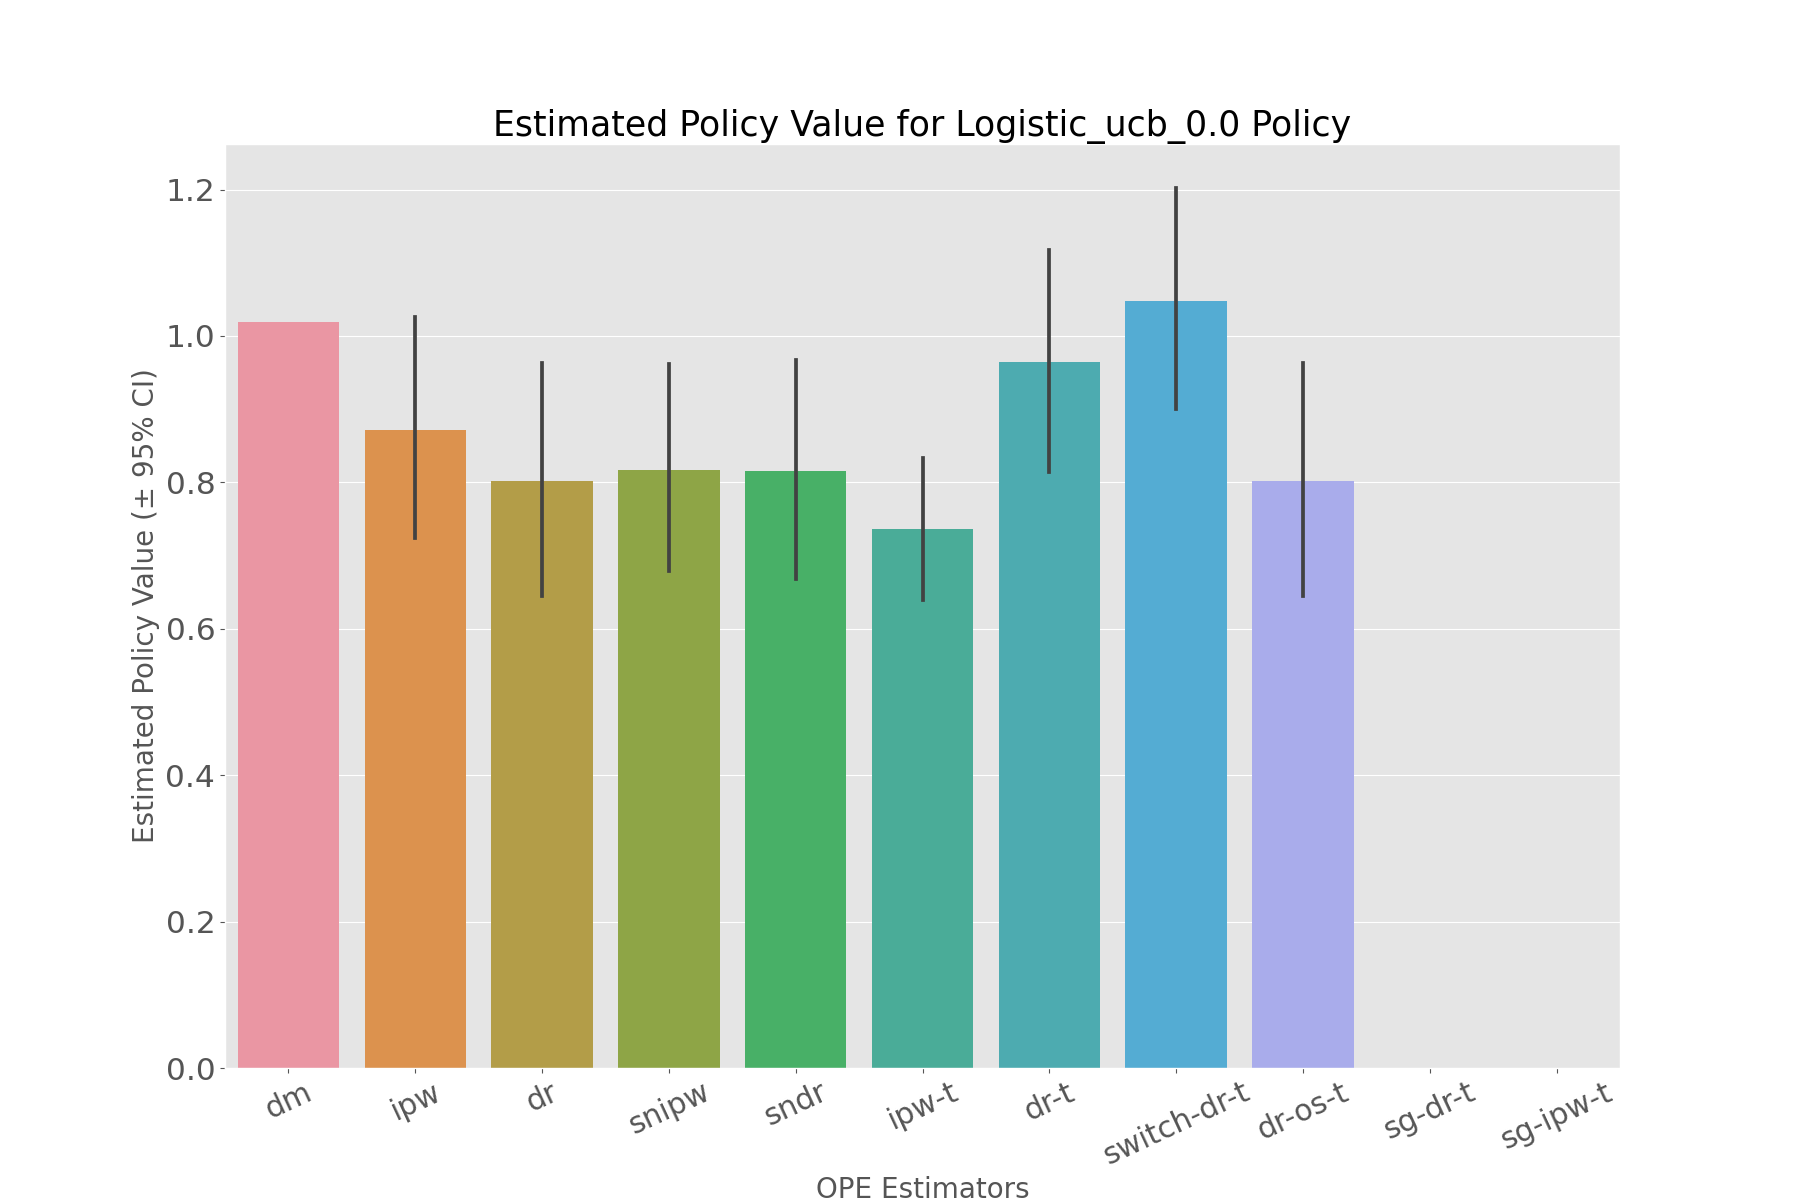 Estimated Policy Value for Logistic_ucb_0.0 Policy
Estimated Policy Value (± 95% CI)
1.2
1.0
0.8
0.6
0.4
0.2
0.0
dm
ipw
dr
snipw
sndr
ipw-t
dr-t
switch-dr-t
dr-os-t
sg-dr-t
sg-ipw-t
OPE Estimators